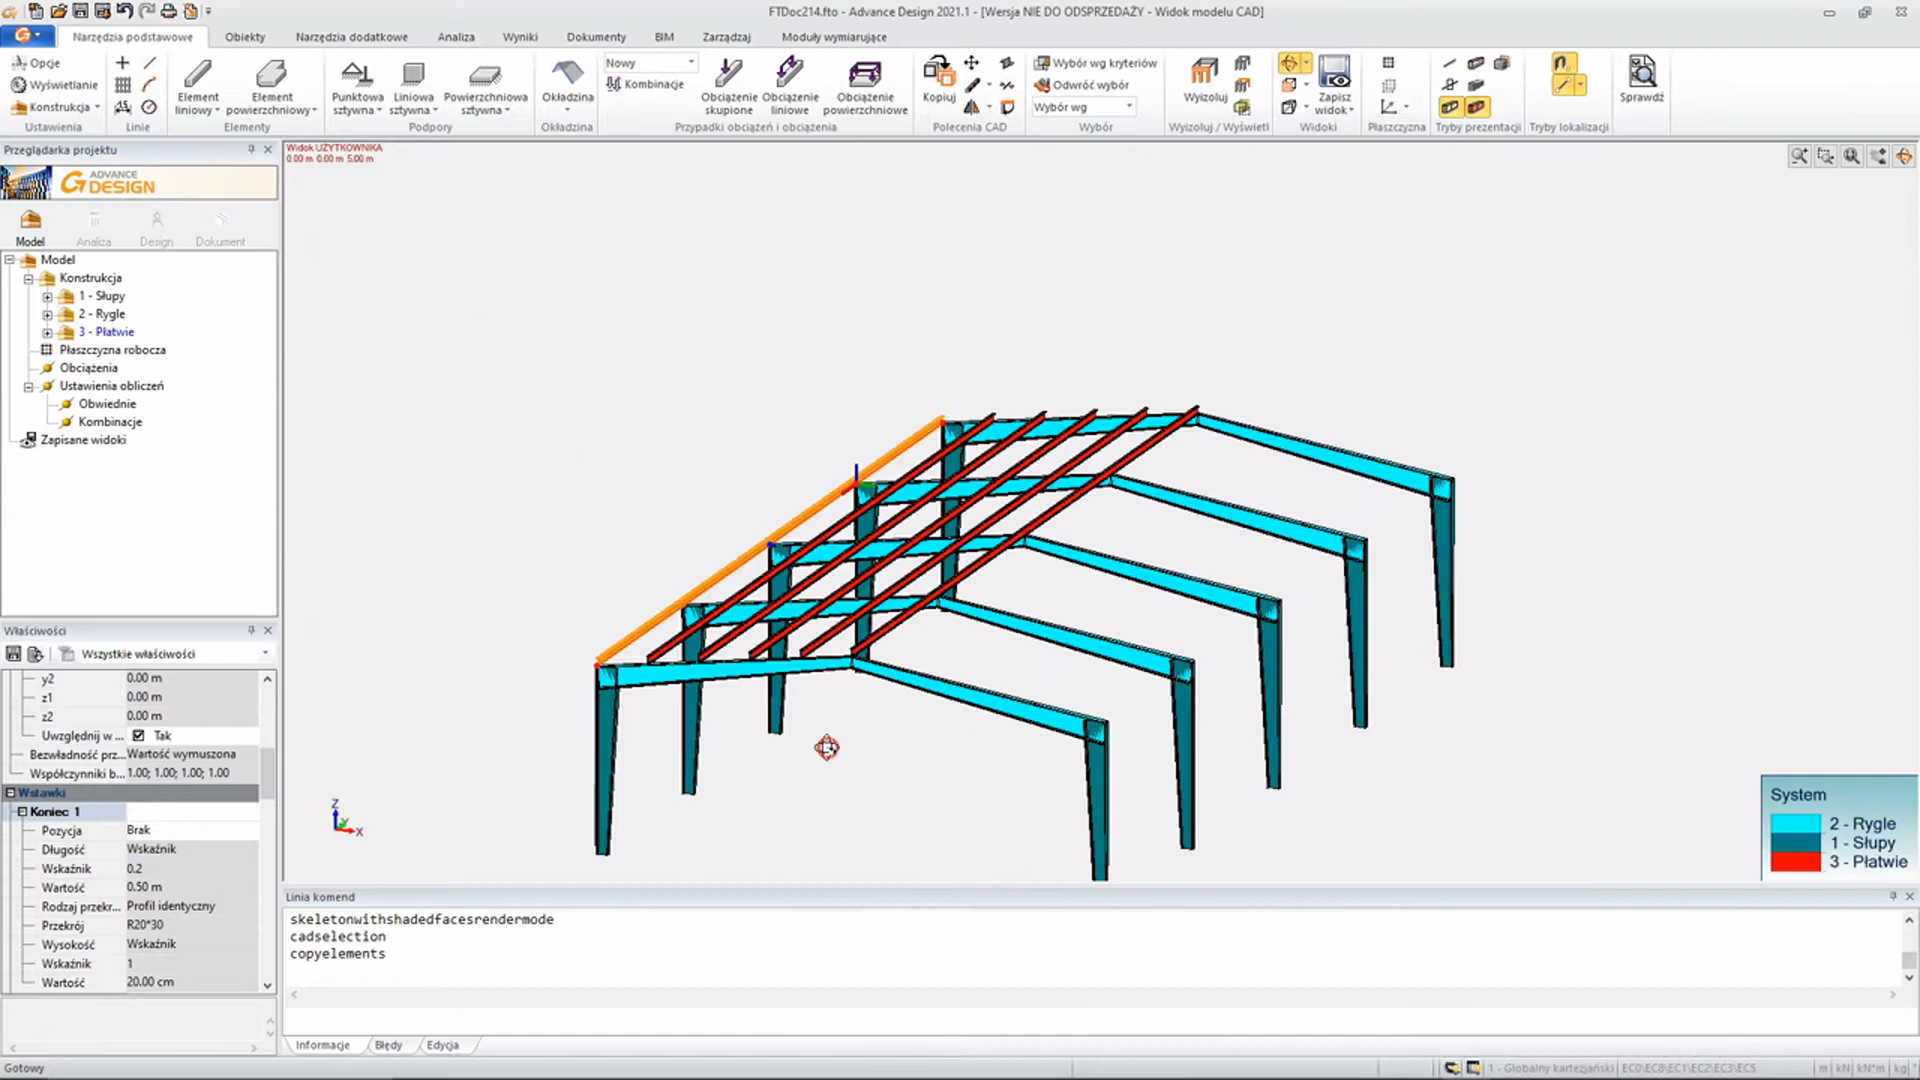 FTDoc214.fto - Advance Design 2021.1 - [Wersja NIE DO ODSPRZEDAŻY - Widok modelu CAD]
Narzędzia podstawowe Obiekty Narzędzia dodatkowe Analiza Wyniki Dokumenty BIM Zarządzaj Moduły wymiarujące
Opcje
Wyświetlanie
Konstrukcja
Ustawienia
Linie
Element liniowy
Element powierzchniowy
Elementy
Punktowa sztywna
Liniowa sztywna
Powierzchniowa sztywna
Podpory
Okładzina
Okładzina
Nowy
Kombinacje
Obciążenie skupione
Obciążenie liniowe
Obciążenie powierzchniowe
Przypadki obciążeń i obciążenia
Kopiuj
Polecenia CAD
Wybór wg kryteriów
Odwróć wybór
Wybór wg
Wybór
Wyizoluj
Wyizoluj / Wyświetl
Zapisz widok
Widoki
Płaszczyzna
Tryby prezentacji
Tryby lokalizacji
Sprawdź
Przeglądarka projektu
ADVANCE
DESIGN
Model Analiza Design Dokument
Model
Konstrukcja
1 - Słupy
2 - Rygle
3 - Płatwie
Płaszczyzna robocza
Obciążenia
Ustawienia obliczeń
Obwiednie
Kombinacje
Zapisane widoki
Właściwości
Wszystkie właściwości
y2 0.00 m
z1 0.00 m
z2 0.00 m
Uwzględnij w ... Tak
Bezwładność prz... Wartość wymuszona
Współczynniki b... 1.00; 1.00; 1.00; 1.00
Wstawki
Koniec 1
Pozycja Brak
Długość Wskaźnik
Wskaźnik 0.2
Wartość 0.50 m
Rodzaj przekr... Profil identyczny
Przekrój R20*30
Wysokość Wskaźnik
Wskaźnik 1
Wartość 20.00 cm
Widok UŻYTKOWNIKA
0.00 m 0.00 m 5.00 m
Z
Y
X
System
2 - Rygle
1 - Słupy
3 - Płatwie
Linia komend
skeletonwithshadedfacesrendermode
cadselection
copyelements
Informacje Błędy Edycja
Gotowy
1 - Globalny kartezjański EC0\EC8\EC1\EC2\EC3\EC5 m kN kN*m kg